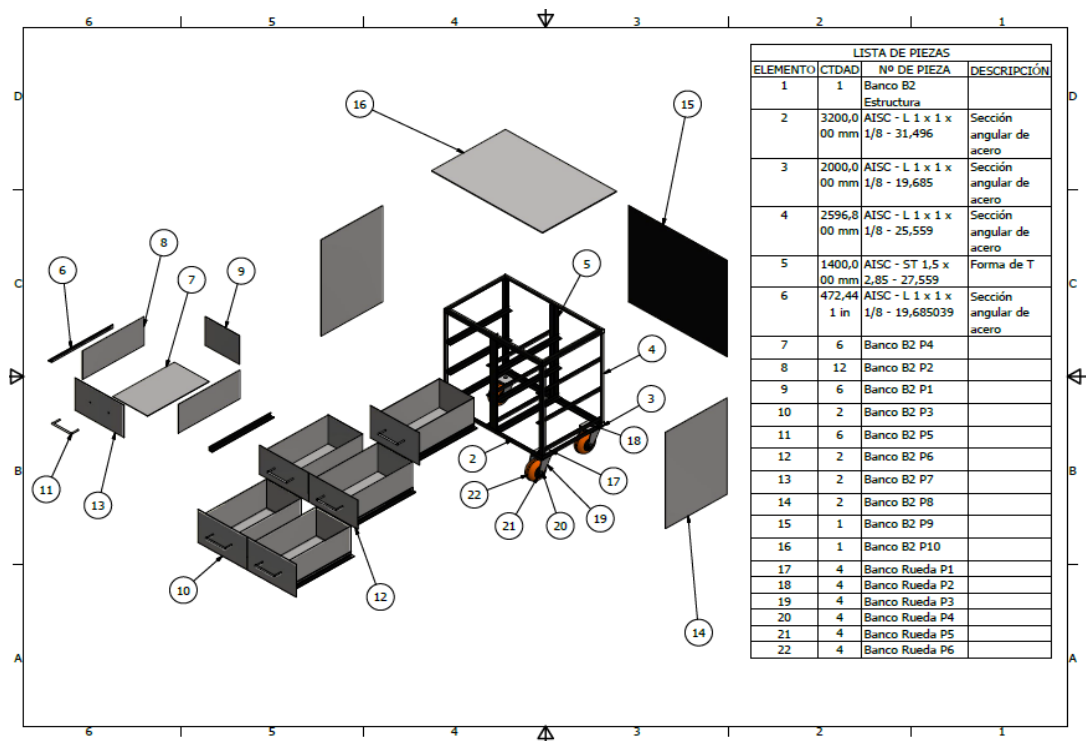 6 5 4 3 2 1
D D
C C
B B
A A
16
15
8
7
9
6
5
4
3
18
2
17
22
19
21
20
11
13
10
12
14
LISTA DE PIEZAS
ELEMENTO CTDAD Nº DE PIEZA DESCRIPCIÓN
1 1 Banco B2
Estructura
2 3200,0 AISC - L 1 x 1 x Sección
00 mm 1/8 - 31,496 angular de
acero
3 2000,0 AISC - L 1 x 1 x Sección
00 mm 1/8 - 19,685 angular de
acero
4 2596,8 AISC - L 1 x 1 x Sección
00 mm 1/8 - 25,559 angular de
acero
5 1400,0 AISC - ST 1,5 x Forma de T
00 mm 2,85 - 27,559
6 472,44 AISC - L 1 x 1 x Sección
1 in 1/8 - 19,685039 angular de
acero
7 6 Banco B2 P4
8 12 Banco B2 P2
9 6 Banco B2 P1
10 2 Banco B2 P3
11 6 Banco B2 P5
12 2 Banco B2 P6
13 2 Banco B2 P7
14 2 Banco B2 P8
15 1 Banco B2 P9
16 1 Banco B2 P10
17 4 Banco Rueda P1
18 4 Banco Rueda P2
19 4 Banco Rueda P3
20 4 Banco Rueda P4
21 4 Banco Rueda P5
22 4 Banco Rueda P6
6 5 4 3 2 1